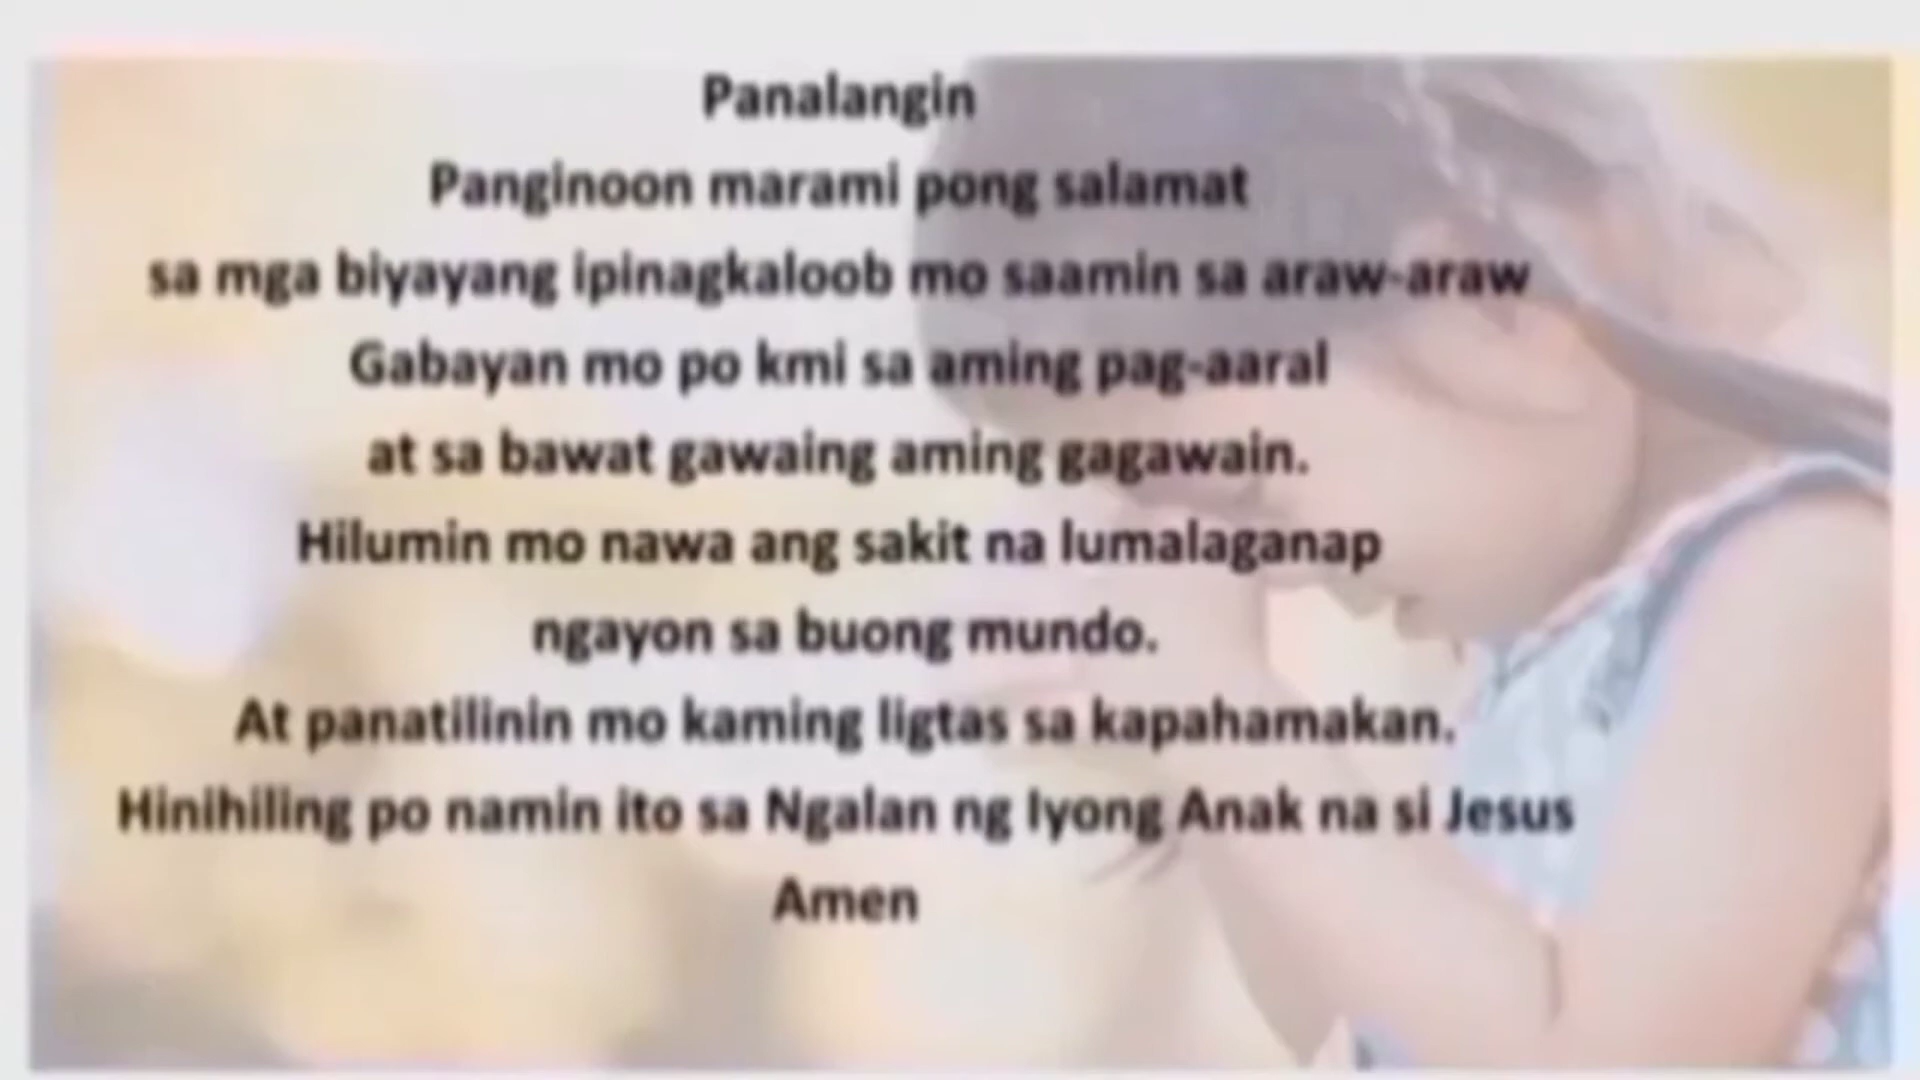 Panalangin
Panginoon marami pong salamat
sa mga biyayang ipinagkaloob mo saamin sa araw-araw
Gabayan mo po kmi sa aming pag-aaral
at sa bawat gawaing aming gagawain.
Hilumin mo nawa ang sakit na lumalaganap
ngayon sa buong mundo.
At panatilinin mo kaming ligtas sa kapahamakan.
Hinihiling po namin ito sa Ngalan ng Iyong Anak na si Jesus
Amen